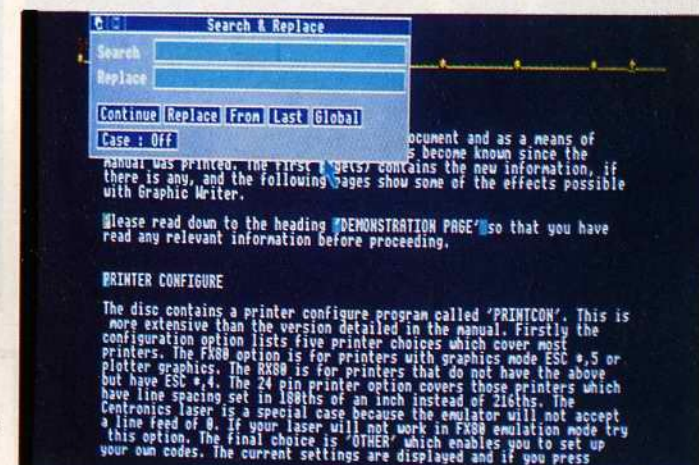 Search & Replace
Search
Replace
Continue Replace From Last Global
Case : Off
ocument and as a means of
s become known since the
manual was printed. The first page(s) contains the new information, if
there is any, and the following pages show some of the effects possible
with Graphic Writer.
Please read down to the heading 'DEMONSTRATION PAGE' so that you have
read any relevant information before proceeding.
PRINTER CONFIGURE
The disc contains a printer configure program called 'PRINTCON'. This is
more extensive than the version detailed in the manual. Firstly the
configuration option lists five printer choices which cover most
printers. The FX80 option is for printers with graphics mode ESC *,5 or
plotter graphics. The RX80 is for printers that do not have the above
but have ESC *,4. The 24 pin printer option covers those printers which
have line spacing set in 180ths of an inch instead of 216ths. The
Centronics laser is a special case because the emulator will not accept
a line feed of 0. If your laser will not work in FX80 emulation mode try
this option. The final choice is 'OTHER' which enables you to set up
your own codes. The current settings are displayed and if you press